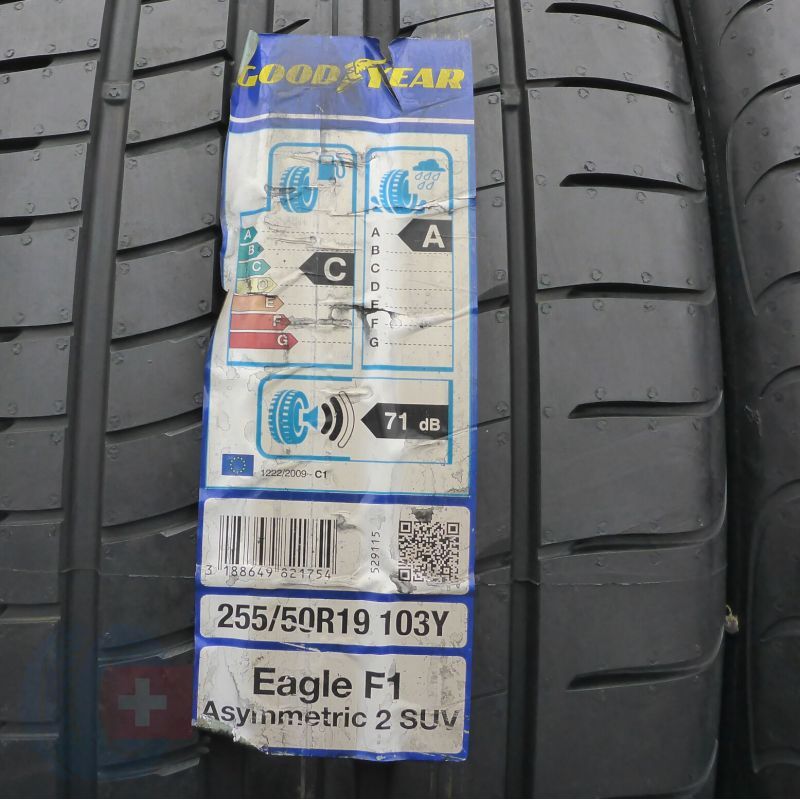 GOODYEAR
A
B
C
D
E
F
G
C
A
B
C
D
E
F
G
A
71 dB
1222/2009 - C1
3 188649 821754
529115
255/50R19 103Y
Eagle F1
Asymmetric 2 SUV